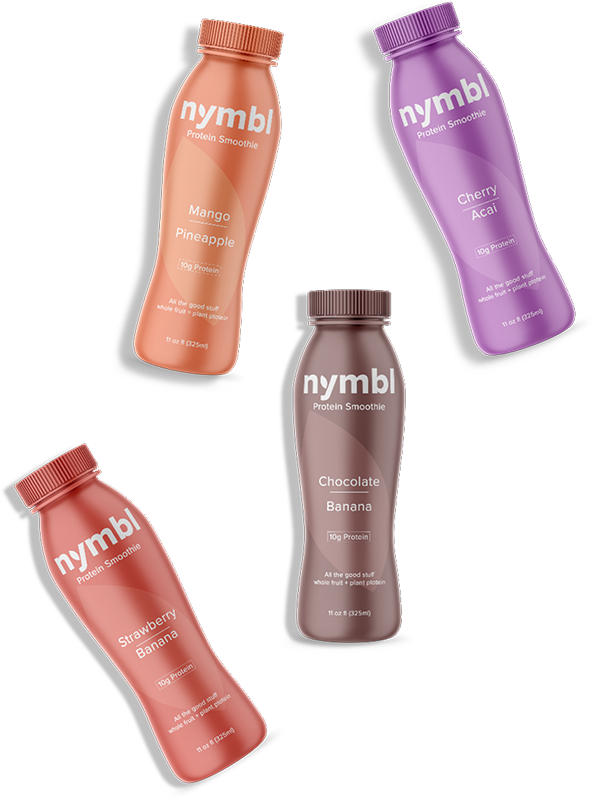 nymbl
Protein Smoothie
Mango
Pineapple
10g Protein
All the good stuff
whole fruit + plant protein
11 oz fl (325ml)
nymbl
Protein Smoothie
Cherry
Acai
10g Protein
All the good stuff
whole fruit + plant protein
11 oz fl (325ml)
nymbl
Protein Smoothie
Chocolate
Banana
10g Protein
All the good stuff
whole fruit + plant protein
11 oz fl (325ml)
nymbl
Protein Smoothie
Strawberry
Banana
10g Protein
All the good stuff
whole fruit + plant protein
11 oz fl (325ml)